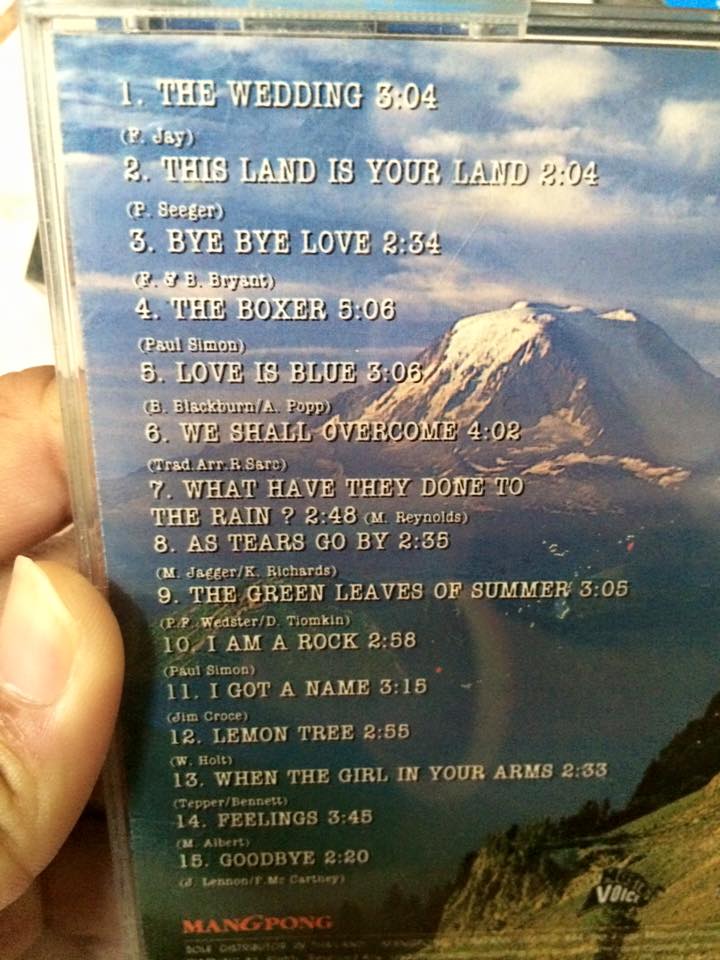 1. THE WEDDING 3:04
(F. Jay)
2. THIS LAND IS YOUR LAND 2:04
(P. Seeger)
3. BYE BYE LOVE 2:34
(F. & B. Bryant)
4. THE BOXER 5:06
(Paul Simon)
5. LOVE IS BLUE 3:06
(B. Blackburn/A. Popp)
6. WE SHALL OVERCOME 4:02
(Trad.Arr.R.Sarc)
7. WHAT HAVE THEY DONE TO
THE RAIN ? 2:48 (M. Reynolds)
8. AS TEARS GO BY 2:35
(M. Jagger/K. Richards)
9. THE GREEN LEAVES OF SUMMER 3:05
(P.F. Wedster/D. Tiomkin)
10. I AM A ROCK 2:58
(Paul Simon)
11. I GOT A NAME 3:15
(Jim Croce)
12. LEMON TREE 2:55
(W. Holt)
13. WHEN THE GIRL IN YOUR ARMS 2:33
(Tepper/Bennett)
14. FEELINGS 3:45
(M. Albert)
15. GOODBYE 2:20
(J. Lennon/P.Mc Cartney)
VOICE
MANGPONG
SOLE DISTRIBUTOR IN THAILAND